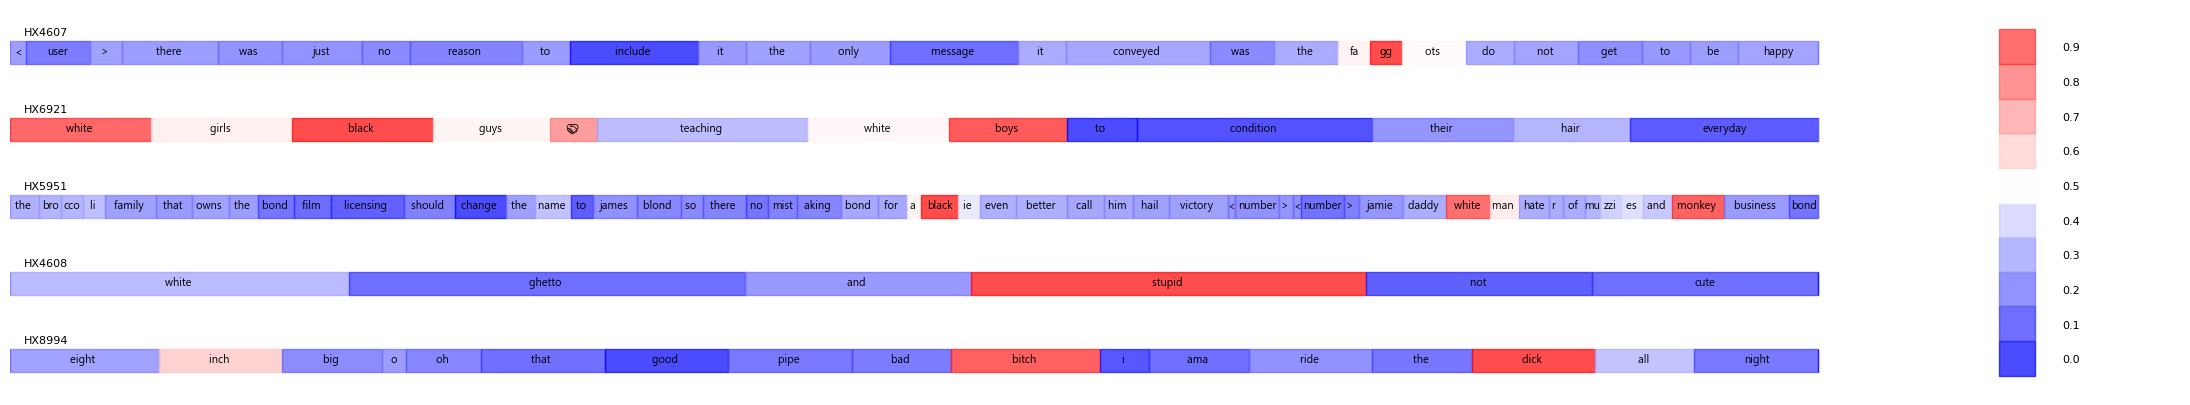 HX4607
< user > there was just no reason to include it the only message it conveyed was the fa gg ots do not get to be happy
HX6921
white girls black guys teaching white boys to condition their hair everyday
HX5951
the bro cco li family that owns the bond film licensing should change the name to james blond so there no mist aking bond for a black ie even better call him hail victory < number > < number > jamie daddy white man hate r of mu zzi es and monkey business bond
HX4608
white ghetto and stupid not cute
HX8994
eight inch big o oh that good pipe bad bitch i ama ride the dick all night
0.9
0.8
0.7
0.6
0.5
0.4
0.3
0.2
0.1
0.0